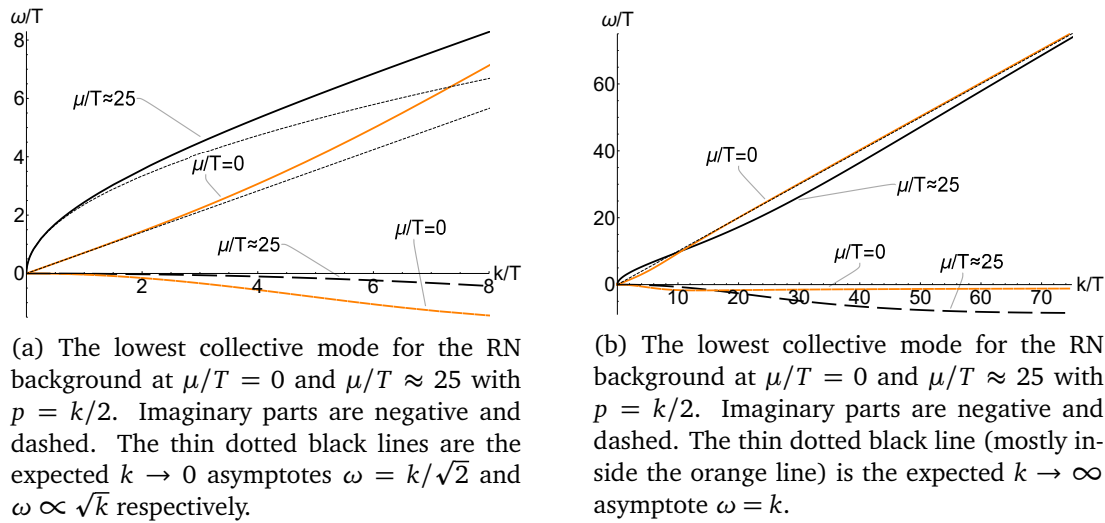 ω/T
8
6
4
2
0
μ/T≈25
μ/T=0
μ/T≈25
μ/T=0
k/T
2
4
6
8
(a) The lowest collective mode for the RN
background at μ/T = 0 and μ/T ≈ 25 with
p = k/2. Imaginary parts are negative and
dashed. The thin dotted black lines are the
expected k → 0 asymptotes ω = k/√2 and
ω ∝ √k respectively.
ω/T
60
40
20
0
μ/T=0
μ/T≈25
μ/T=0
μ/T≈25
k/T
10
20
30
40
50
60
70
(b) The lowest collective mode for the RN
background at μ/T = 0 and μ/T ≈ 25 with
p = k/2. Imaginary parts are negative and
dashed. The thin dotted black line (mostly in-
side the orange line) is the expected k → ∞
asymptote ω = k.